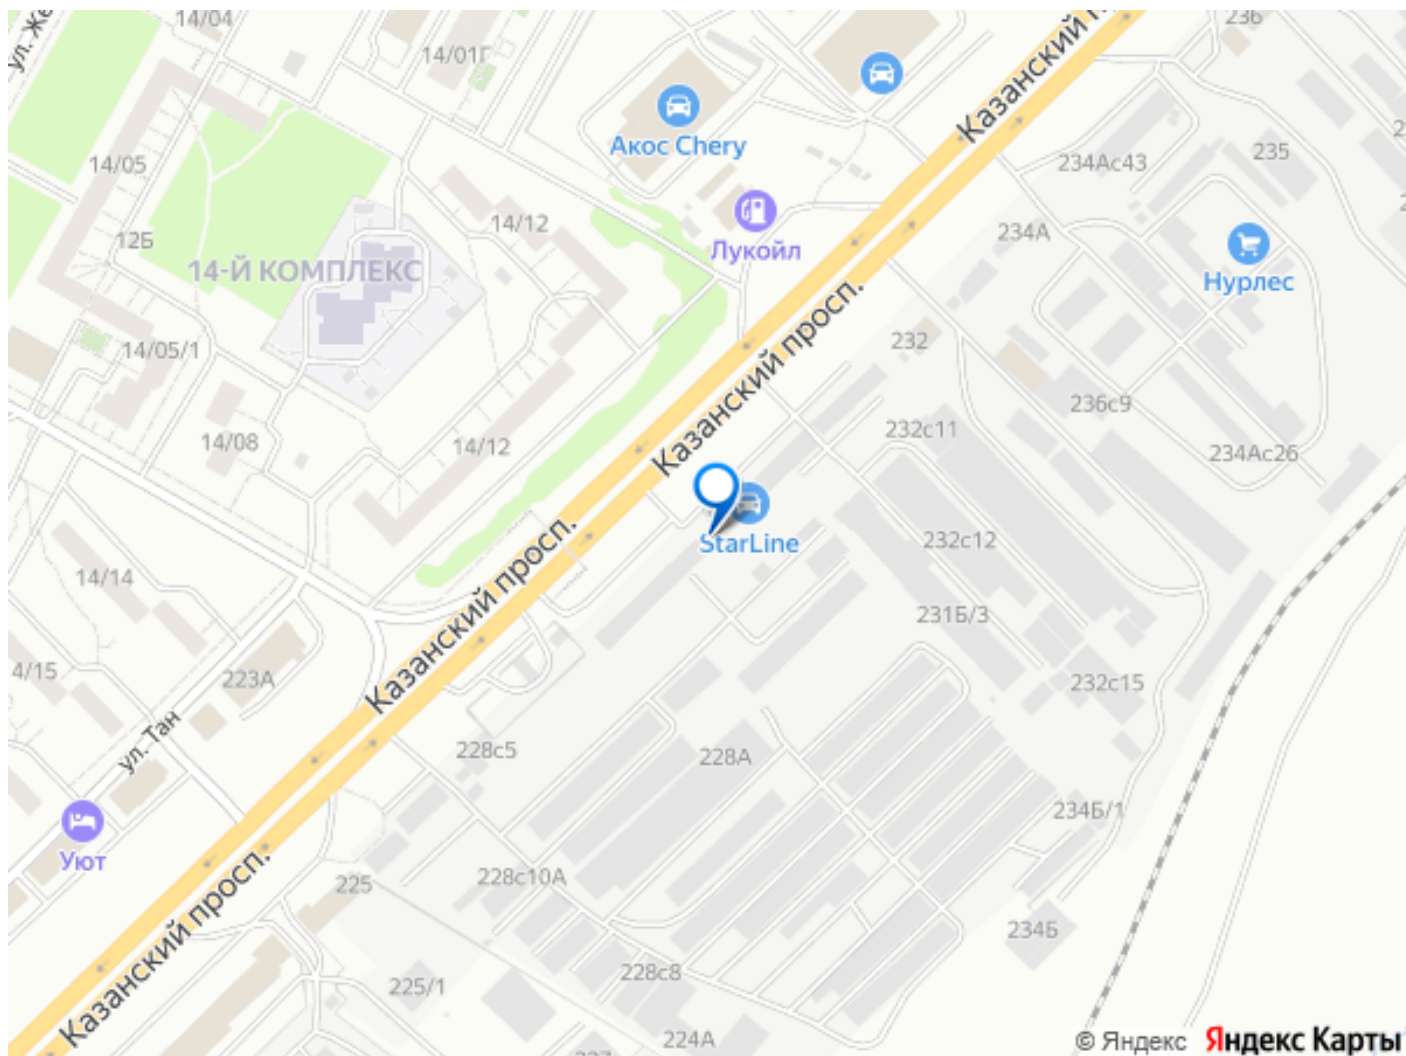 14/04
236
ул. Же
14/01Г
Казанский п
Акос Chery
14/05
235
234Ас43
14/12
12Б
234А
Лукойл
14-Й КОМПЛЕКС
Нурлес
Казанский просп.
232
14/05/1
236с9
232с11
14/08
14/12
234Ас26
StarLine
232с12
Казанский просп.
14/14
231Б/3
4/15
223А
232с15
ул. Тан
228с5
228А
234Б/1
Уют
225
228с10А
Казанский просп.
234Б
228с8
225/1
224А
© Яндекс Яндекс Карты